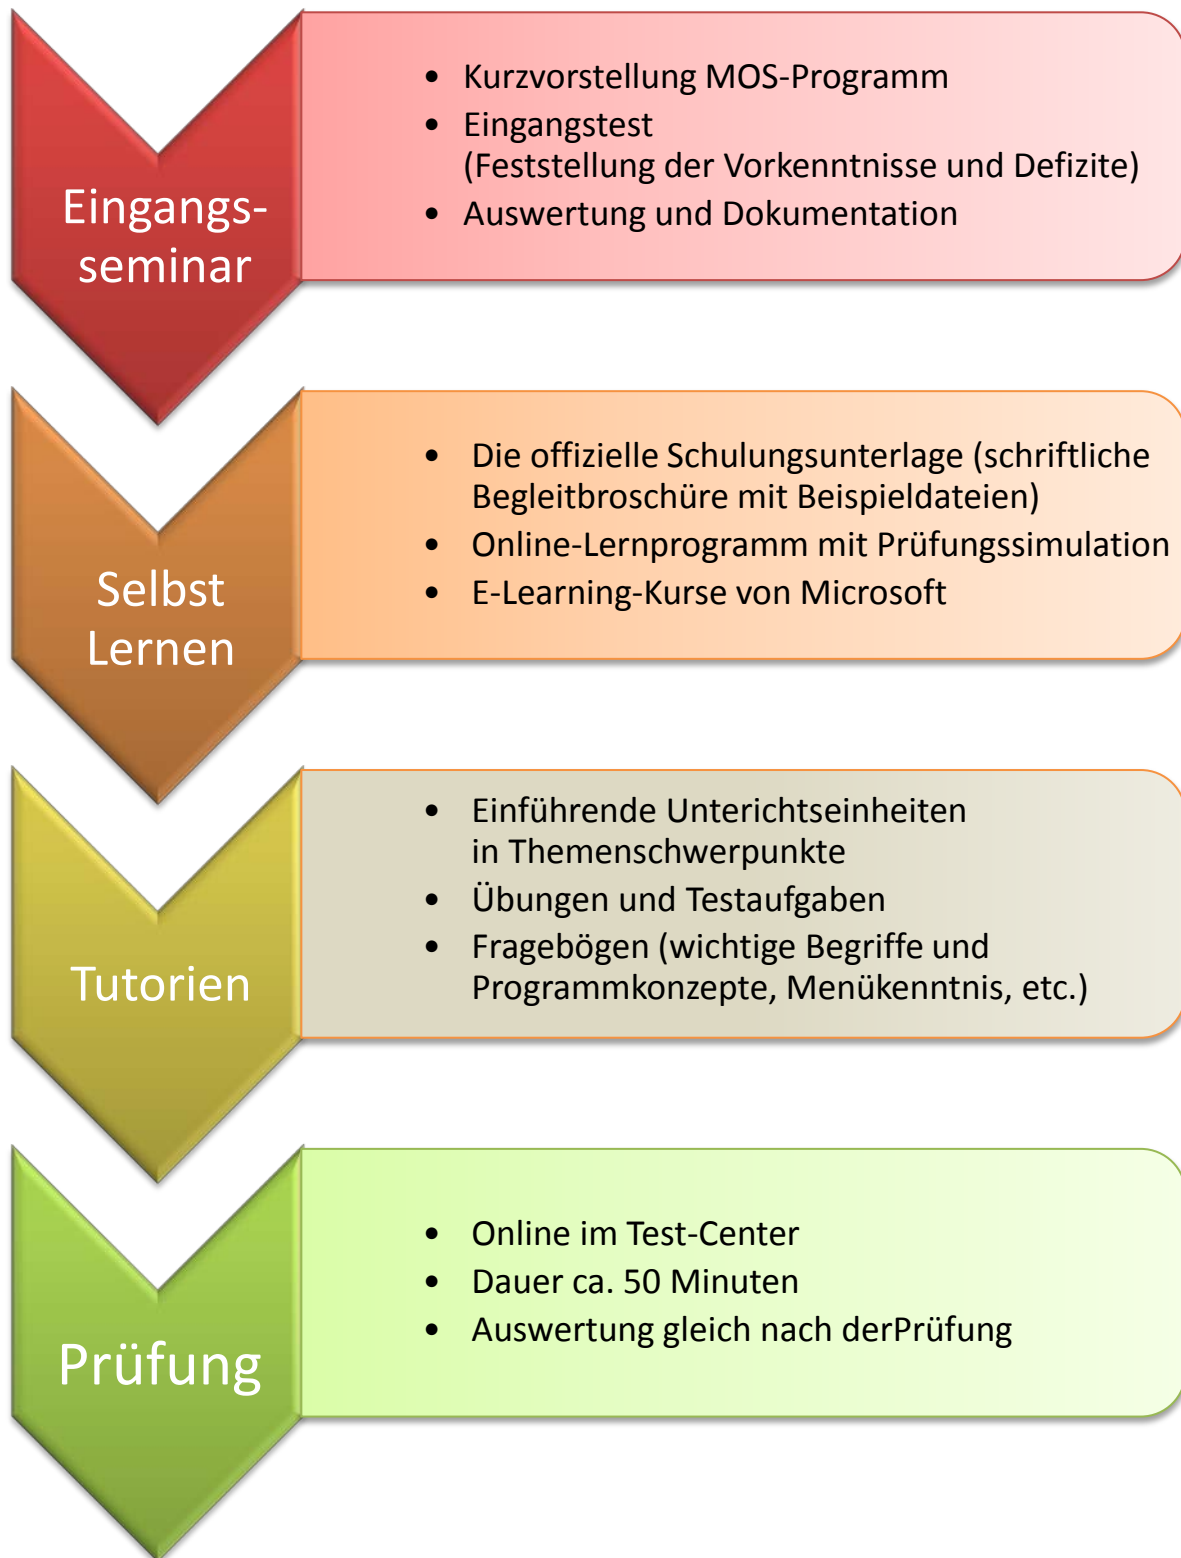 Eingangs-
seminar
• Kurzvorstellung MOS-Programm
• Eingangstest
(Feststellung der Vorkenntnisse und Defizite)
• Auswertung und Dokumentation
Selbst
Lernen
• Die offizielle Schulungsunterlage (schriftliche
Begleitbroschüre mit Beispieldateien)
• Online-Lernprogramm mit Prüfungssimulation
• E-Learning-Kurse von Microsoft
Tutorien
• Einführende Unterichtseinheiten
in Themenschwerpunkte
• Übungen und Testaufgaben
• Fragebögen (wichtige Begriffe und
Programmkonzepte, Menükenntnis, etc.)
Prüfung
• Online im Test-Center
• Dauer ca. 50 Minuten
• Auswertung gleich nach derPrüfung